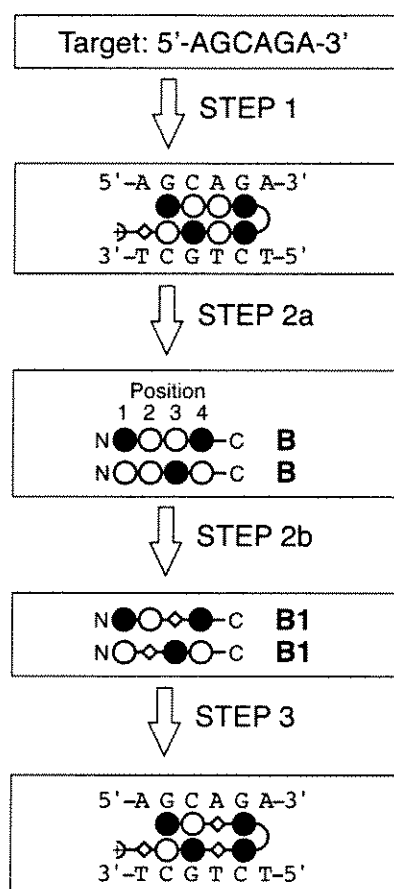 Target: 5'-AGCAGA-3'
STEP 1
5'-A G C A G A-3'
3'-T C G T C T-5'
STEP 2a
Position
1 2 3 4
N C B
N C B
STEP 2b
N C B1
N C B1
STEP 3
5'-A G C A G A-3'
3'-T C G T C T-5'